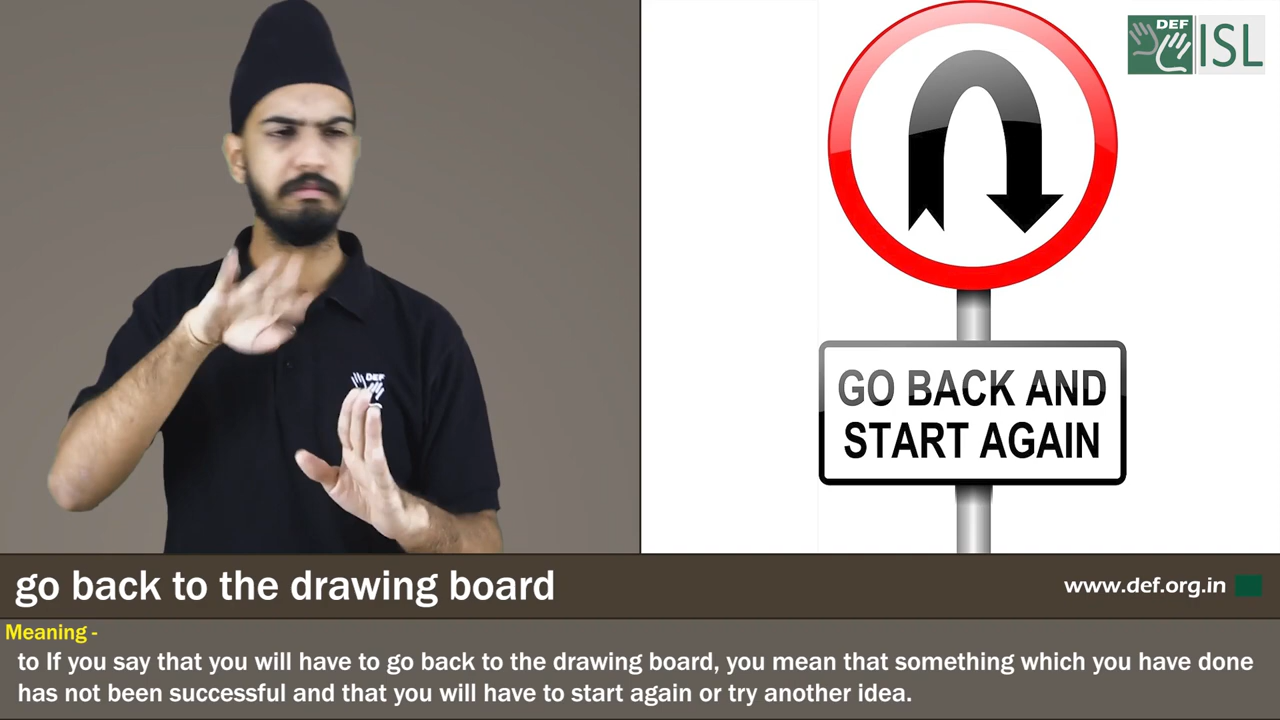 DEF
ISL
DEF
GO BACK AND
START AGAIN
go back to the drawing board
www.def.org.in
Meaning -
to If you say that you will have to go back to the drawing board, you mean that something which you have done
has not been successful and that you will have to start again or try another idea.